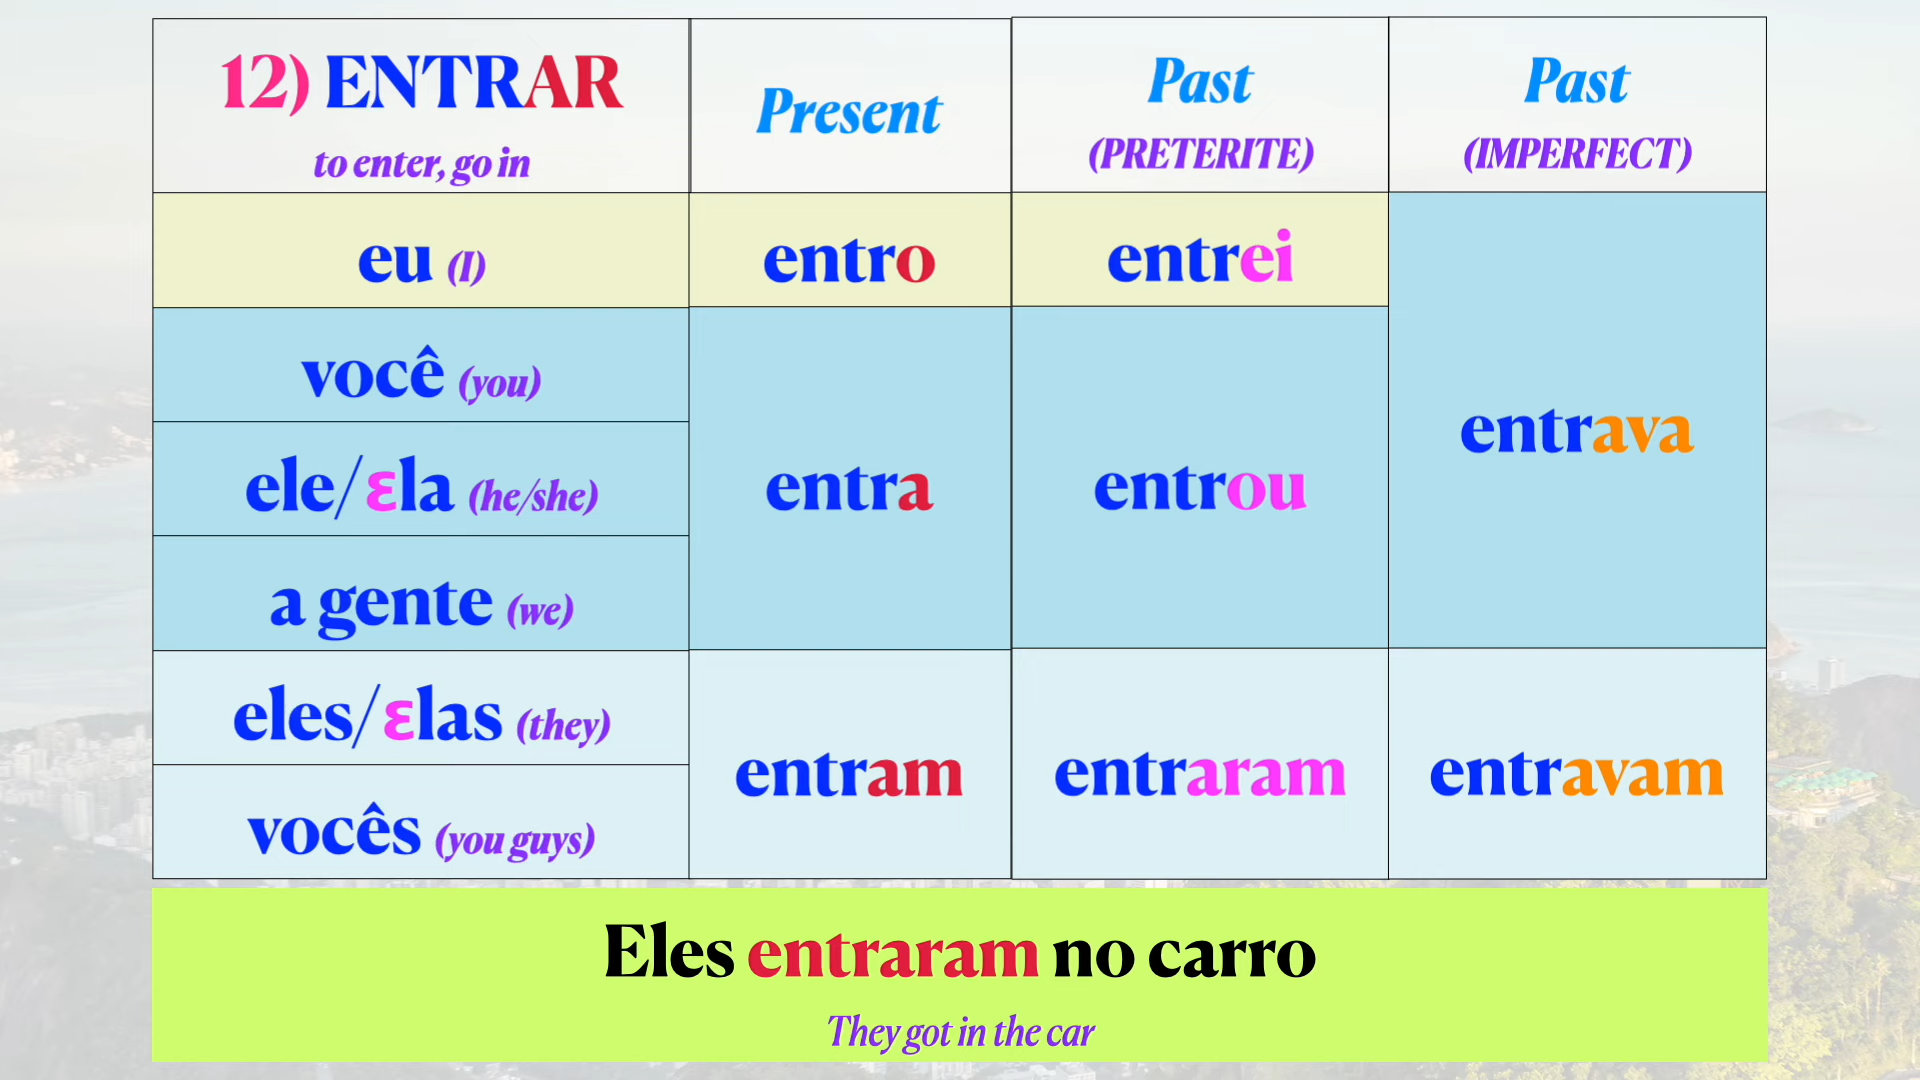 12) ENTRAR
to enter, go in
Present
Past
(PRETERITE)
Past
(IMPERFECT)
eu (I)
entro
entrei
entrava
você (you)
entra
entrou
ele/ɛla (he/she)
a gente (we)
eles/ɛlas (they)
entram
entraram
entravam
vocês (you guys)
Eles entraram no carro
They got in the car